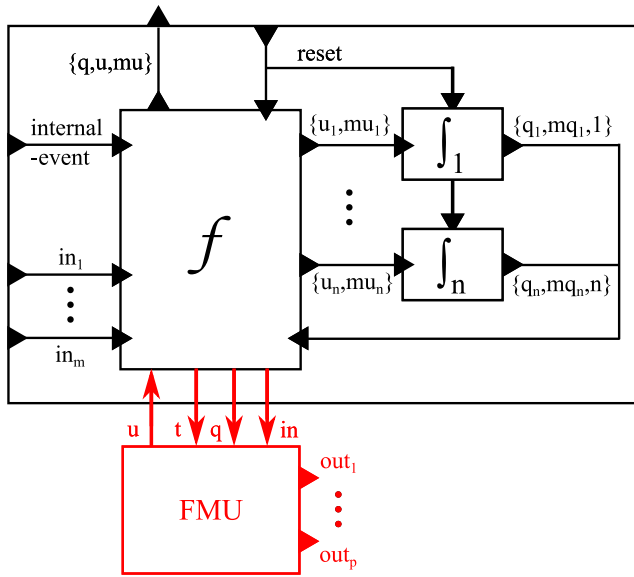 {q,u,mu}
reset
internal
-event
{u₁,mu₁}
∫₁
{q₁,mq₁,1}
f
in₁
{uₙ,muₙ}
∫ₙ
{qₙ,mqₙ,n}
inₘ
u
t
q
in
FMU
out₁
outₚ